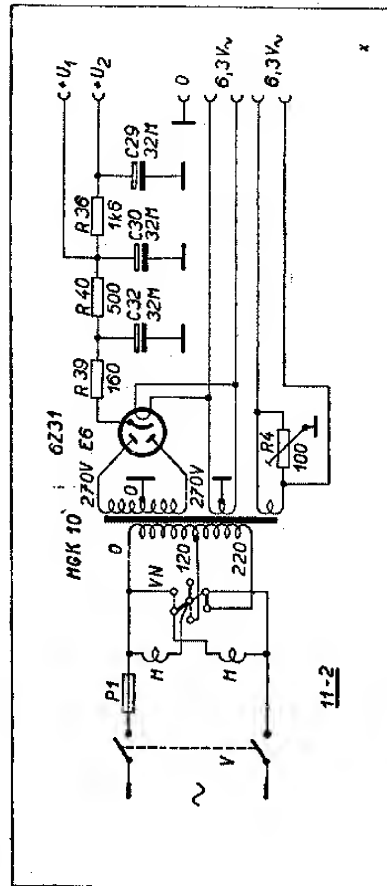 MGK 10
6Z31
270V E6
0
270V
R39
160
R40
500
R36
1k6
C32
32M
C30
32M
C29
32M
+U1
+U2
0
6,3V~
6,3V~
P1
V
~
M
M
VN
0
120
220
R4
100
11-2
x